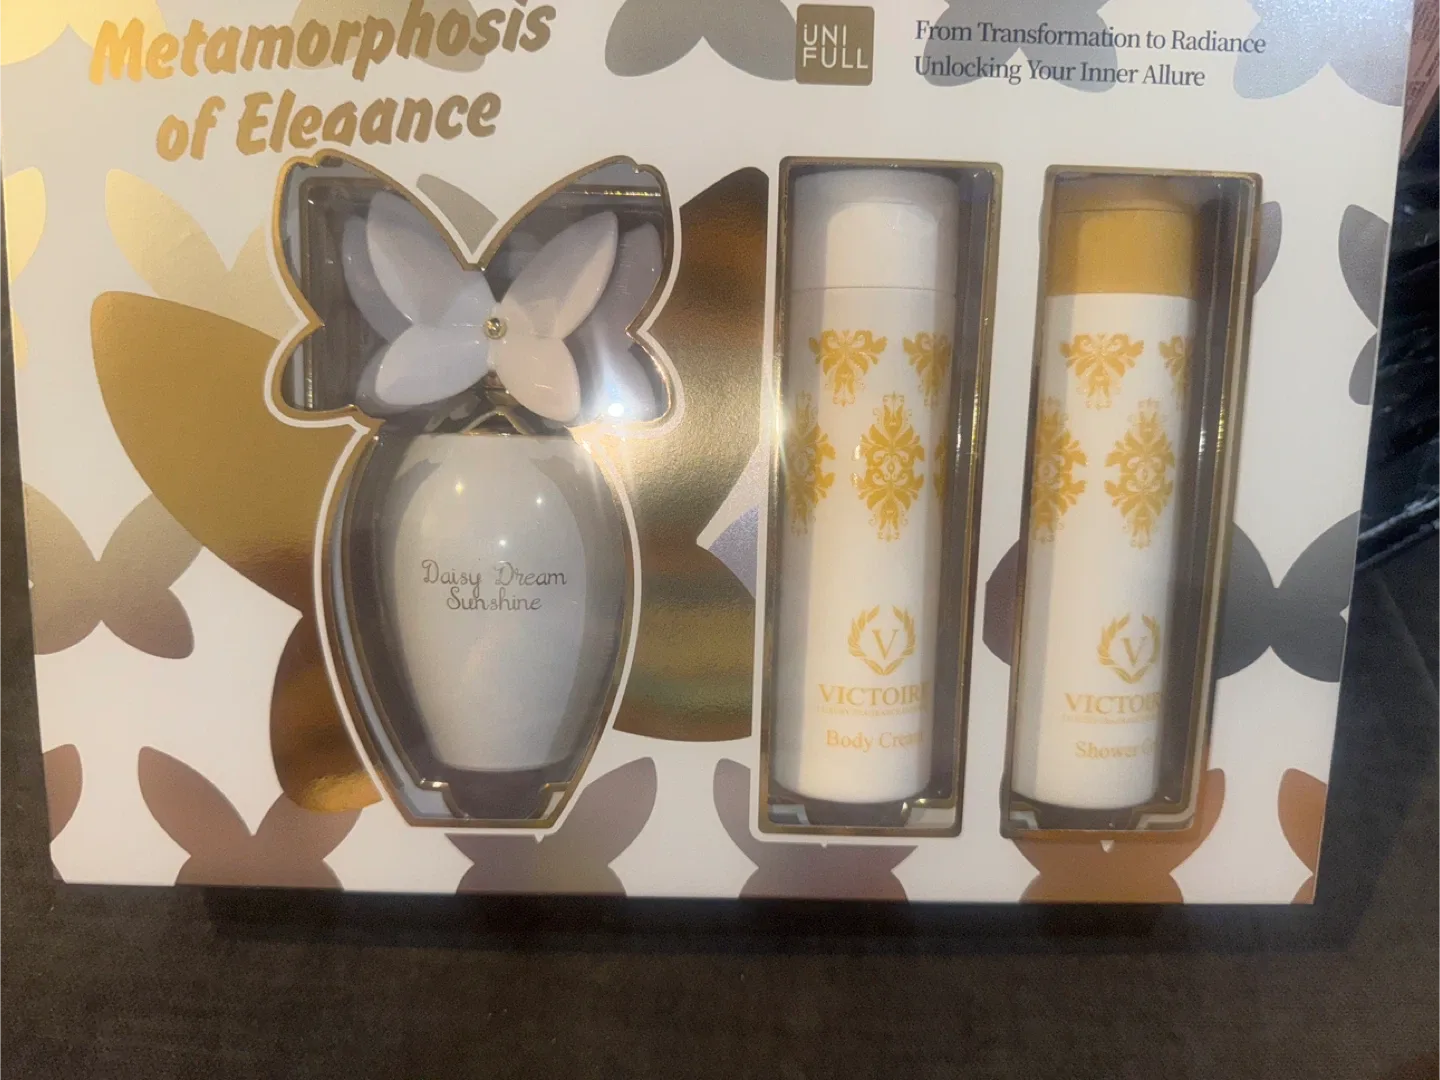 Metamorphosis
of Elegance
UNI
FULL
From Transformation to Radiance
Unlocking Your Inner Allure
Daisy Dream
Sunshine
V
VICTOIR
Body Cream
V
VICTOIR
Shower